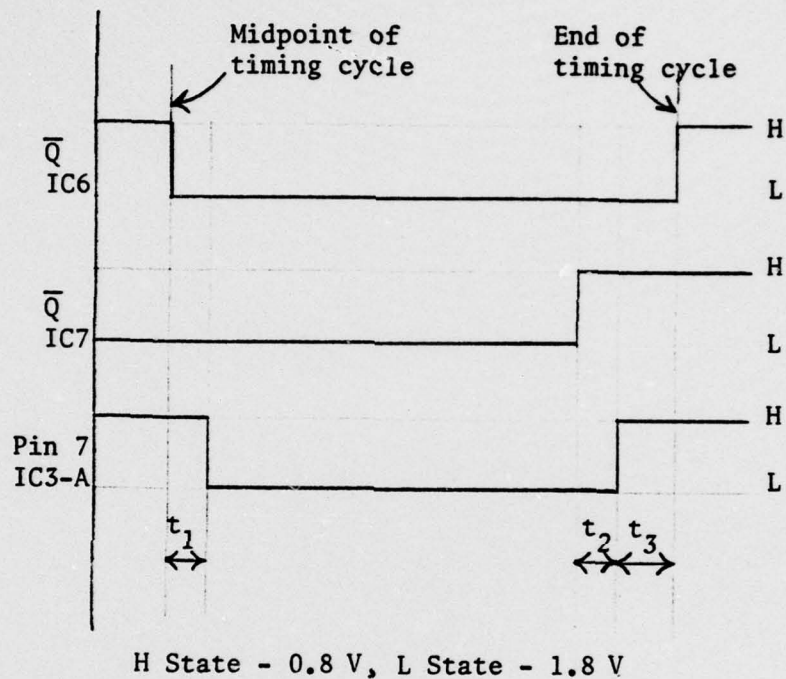 Midpoint of
timing cycle
End of
timing cycle
Q̅
IC6
H
L
Q̅
IC7
H
L
Pin 7
IC3-A
H
L
t₁
t₂
t₃
H State - 0.8 V, L State - 1.8 V